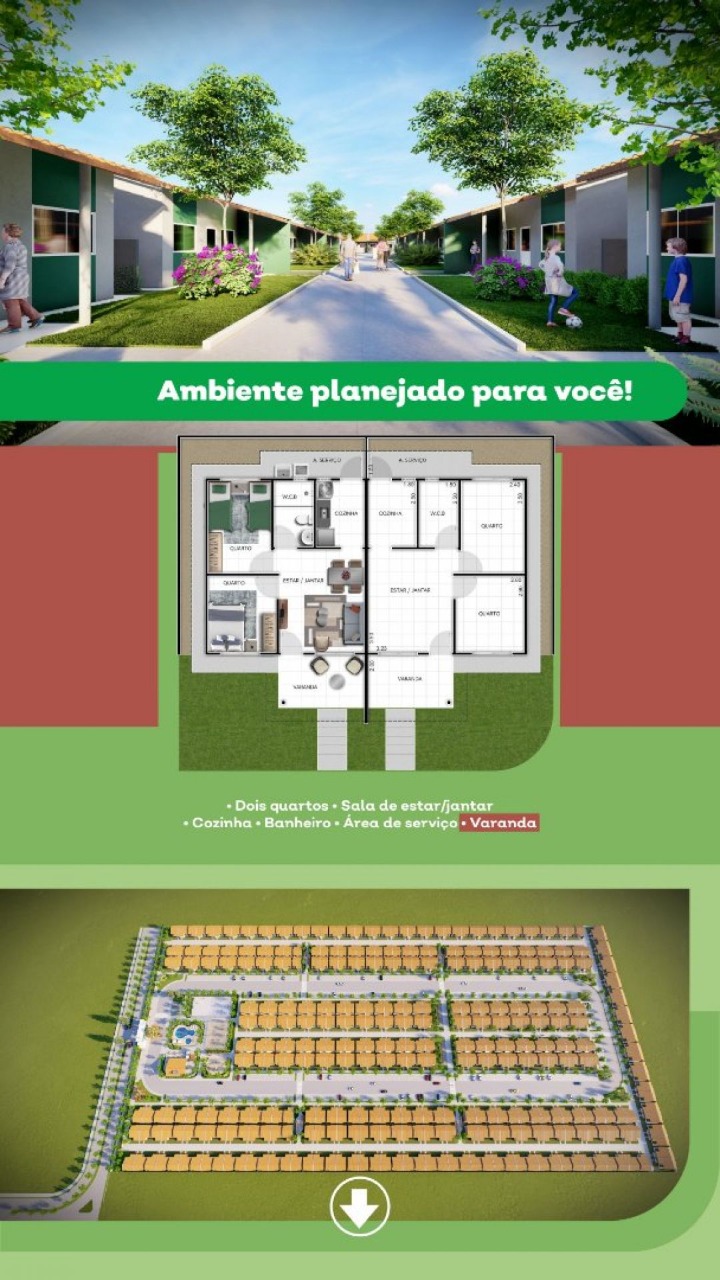 Ambiente planejado para você!
A. SERVIÇO
A. SERVIÇO
W.C.B
COZINHA
COZINHA
W.C.B
QUARTO
QUARTO
QUARTO
ESTAR / JANTAR
ESTAR / JANTAR
QUARTO
VARANDA
VARANDA
• Dois quartos • Sala de estar/jantar
• Cozinha • Banheiro • Área de serviço • Varanda